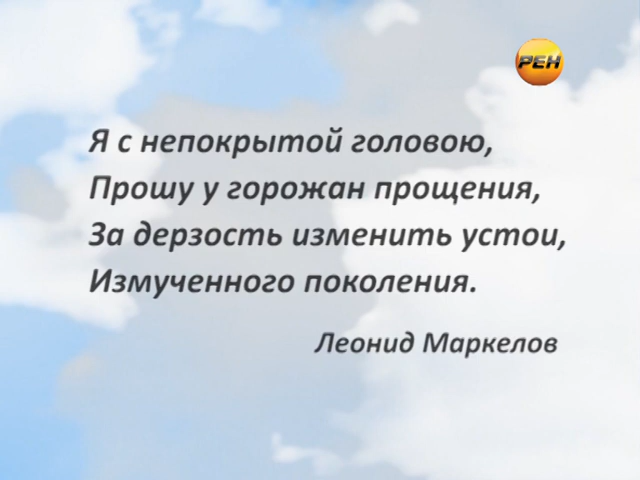 РЕН
Я с непокрытой головою,
Прошу у горожан прощения,
За дерзость изменить устои,
Измученного поколения.
Леонид Маркелов